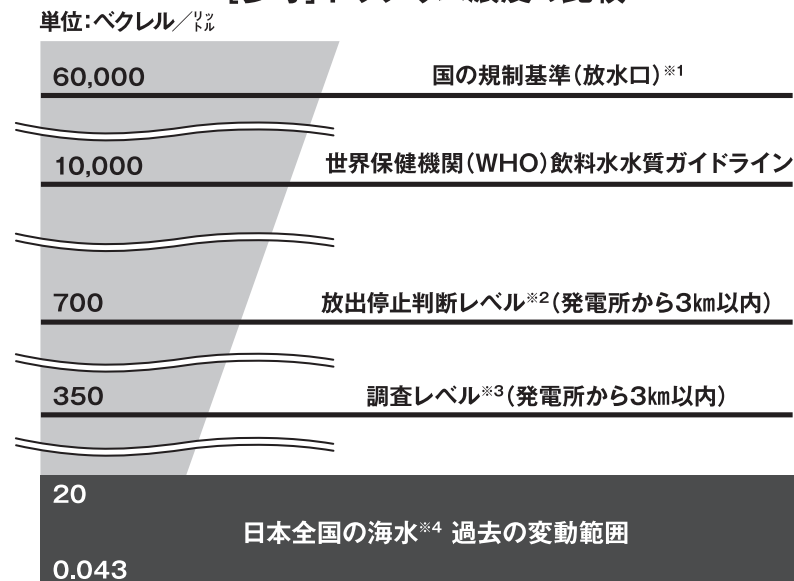 単位:ベクレル/リットル
60,000 国の規制基準(放水口)※1
10,000 世界保健機関(WHO)飲料水水質ガイドライン
700 放出停止判断レベル※2(発電所から3㎞以内)
350 調査レベル※3(発電所から3㎞以内)
20
日本全国の海水※4 過去の変動範囲
0.043